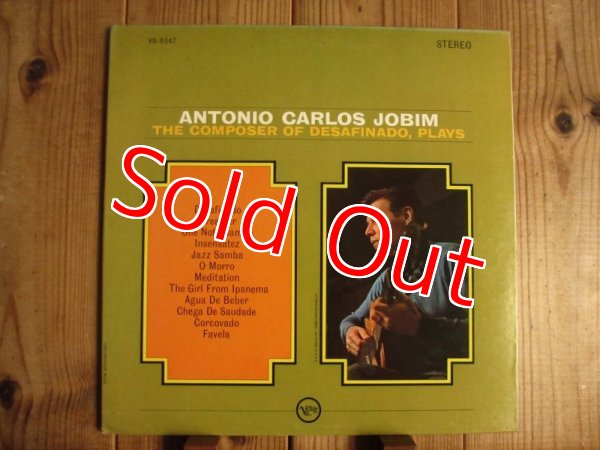 V6-8547
STEREO
ANTONIO CARLOS JOBIM
THE COMPOSER OF DESAFINADO, PLAYS
Sold Out
Insensatez
Jazz Samba
O Morro
Meditation
The Girl From Ipanema
Agua De Beber
Chega De Saudade
Corcovado
Favela
Verve